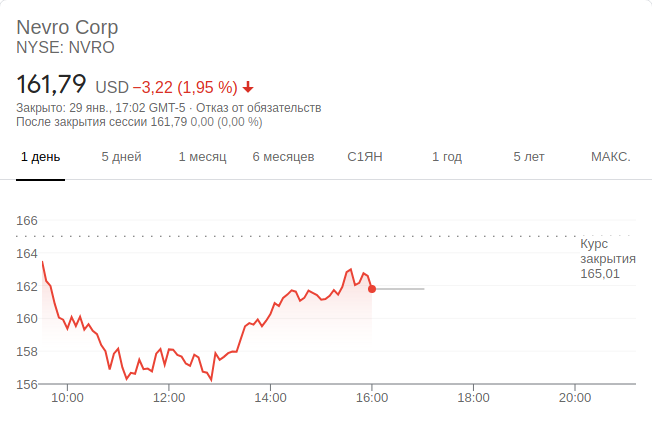 Nevro Corp
NYSE: NVRO
161,79 USD −3,22 (1,95 %)
Закрыто: 29 янв., 17:02 GMT-5 · Отказ от обязательств
После закрытия сессии 161,79 0,00 (0,00 %)
1 день 5 дней 1 месяц 6 месяцев С1ЯН 1 год 5 лет МАКС.
166
164
162
160
158
156
Курс
закрытия
165,01
10:00 12:00 14:00 16:00 18:00 20:00